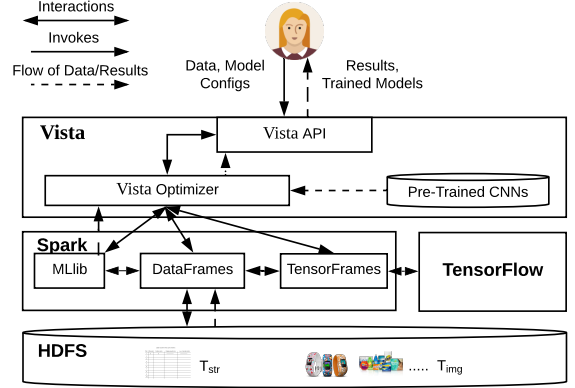 Interactions
Invokes
Flow of Data/Results
Data, Model
Configs
Results,
Trained Models
Vista
Vista API
Vista Optimizer
Pre-Trained CNNs
Spark
MLlib
DataFrames
TensorFrames
TensorFlow
HDFS
Tstr
..... Timg